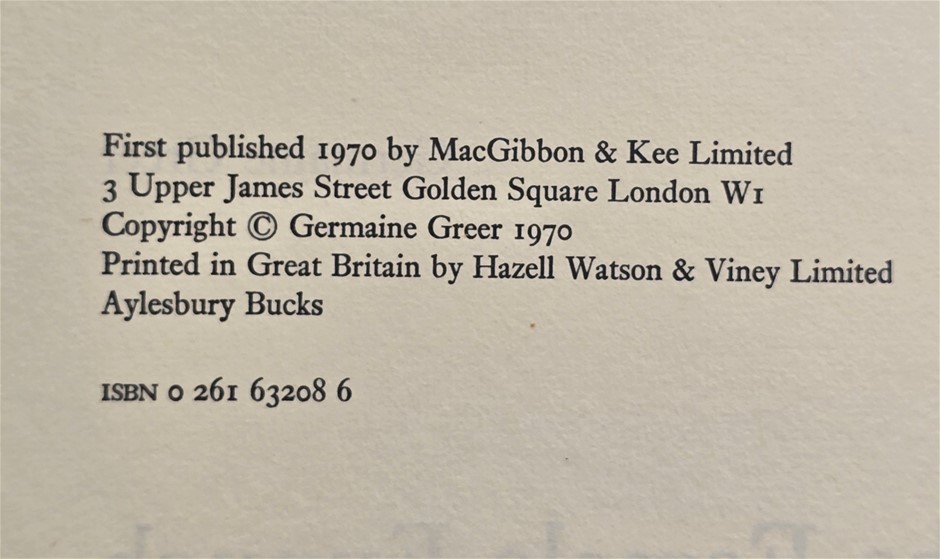 First published 1970 by MacGibbon & Kee Limited
3 Upper James Street Golden Square London W1
Copyright © Germaine Greer 1970
Printed in Great Britain by Hazell Watson & Viney Limited
Aylesbury Bucks
ISBN 0 261 63208 6